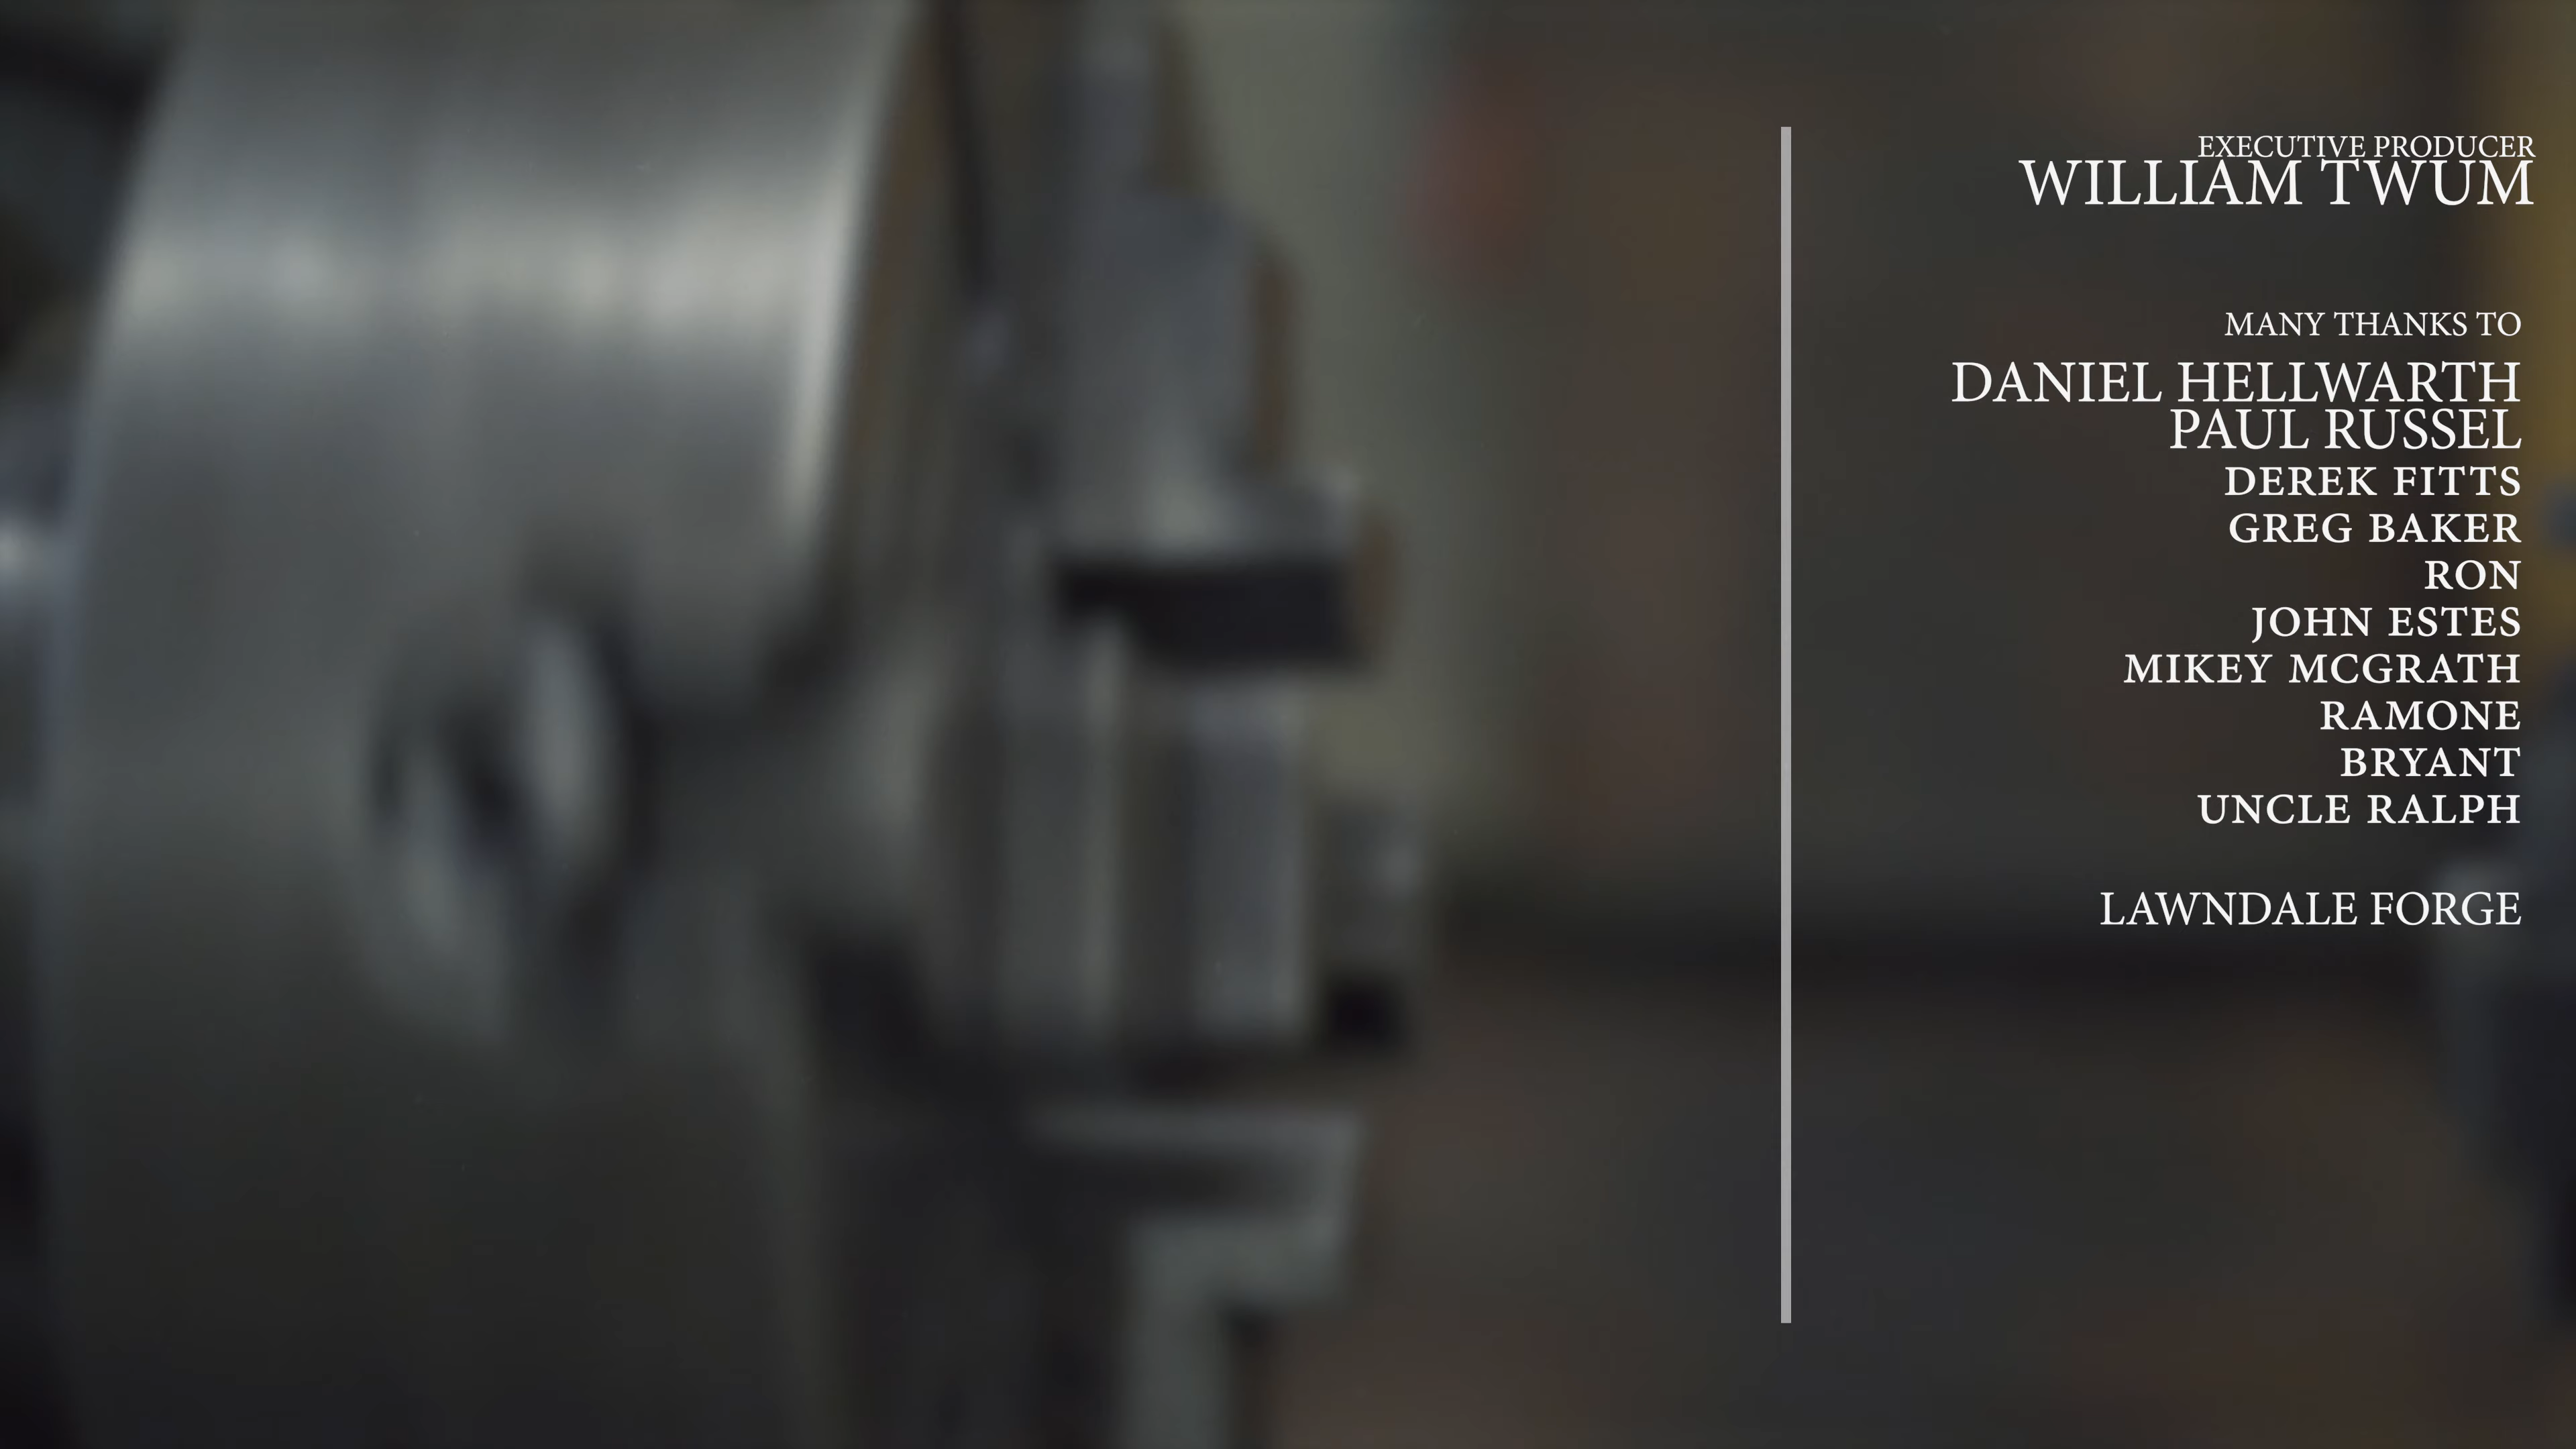 EXECUTIVE PRODUCER
WILLIAM TWUM
MANY THANKS TO
DANIEL HELLWARTH
PAUL RUSSEL
DEREK FITTS
GREG BAKER
RON
JOHN ESTES
MIKEY MCGRATH
RAMONE
BRYANT
UNCLE RALPH
LAWNDALE FORGE